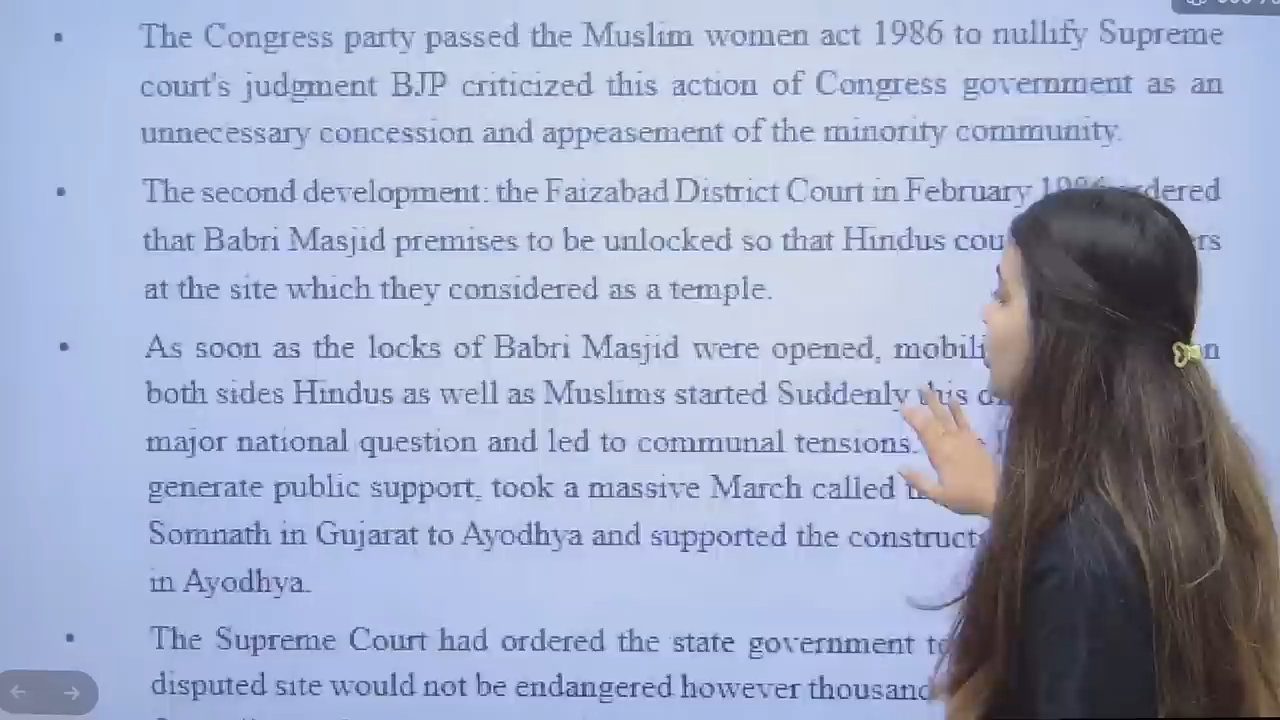 The Congress party passed the Muslim women act 1986 to nullify Supreme
court's judgment BJP criticized this action of Congress government as an
unnecessary concession and appeasement of the minority community.
The second development: the Faizabad District Court in February
that Babri Masjid premises to be unlocked so that Hindus
at the site which they considered as a temple.
As soon as the locks of Babri Masjid were opened,
both sides Hindus as well as Muslims started Suddenly this
major national question and led to communal tensions.
generate public support, took a massive March called
Somnath in Gujarat to Ayodhya and supported the
in Ayodhya.
The Supreme Court had ordered the state government
disputed site would not be endangered however